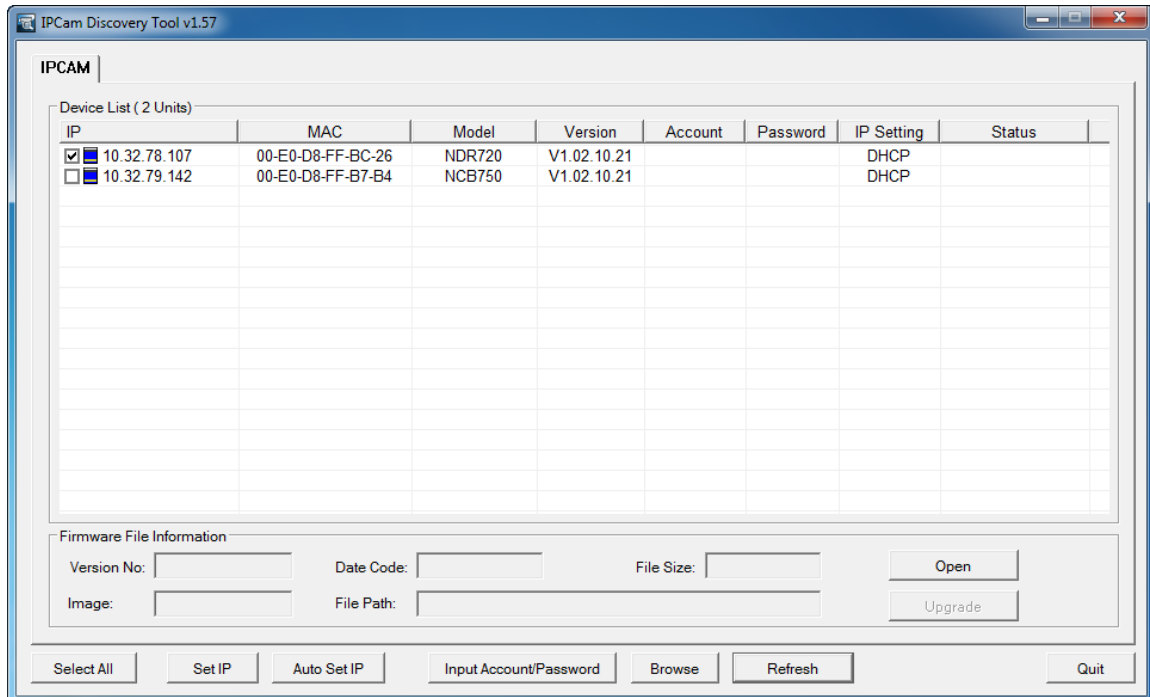 IPCam Discovery Tool v1.57
IPCAM
Device List ( 2 Units)
IP MAC Model Version Account Password IP Setting Status
10.32.78.107 00-E0-D8-FF-BC-26 NDR720 V1.02.10.21 DHCP
10.32.79.142 00-E0-D8-FF-B7-B4 NCB750 V1.02.10.21 DHCP
Firmware File Information
Version No: Date Code: File Size: Open
Image: File Path: Upgrade
Select All Set IP Auto Set IP Input Account/Password Browse Refresh Quit